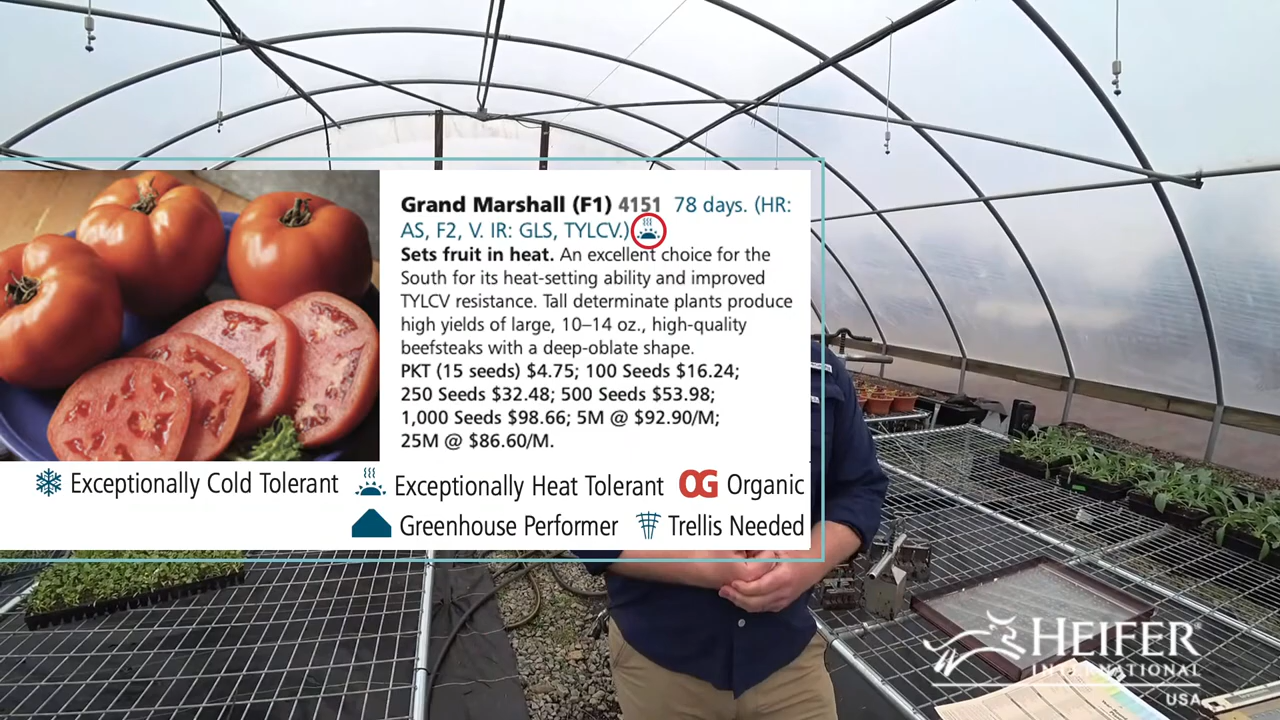 Grand Marshall (F1) 4151 78 days. (HR:
AS, F2, V. IR: GLS, TYLCV.)
Sets fruit in heat. An excellent choice for the
South for its heat-setting ability and improved
TYLCV resistance. Tall determinate plants produce
high yields of large, 10–14 oz., high-quality
beefsteaks with a deep-oblate shape.
PKT (15 seeds) $4.75; 100 Seeds $16.24;
250 Seeds $32.48; 500 Seeds $53.98;
1,000 Seeds $98.66; 5M @ $92.90/M;
25M @ $86.60/M.
Exceptionally Cold Tolerant
Exceptionally Heat Tolerant
OG Organic
Greenhouse Performer
Trellis Needed
HEIFER®
INTERNATIONAL
USA